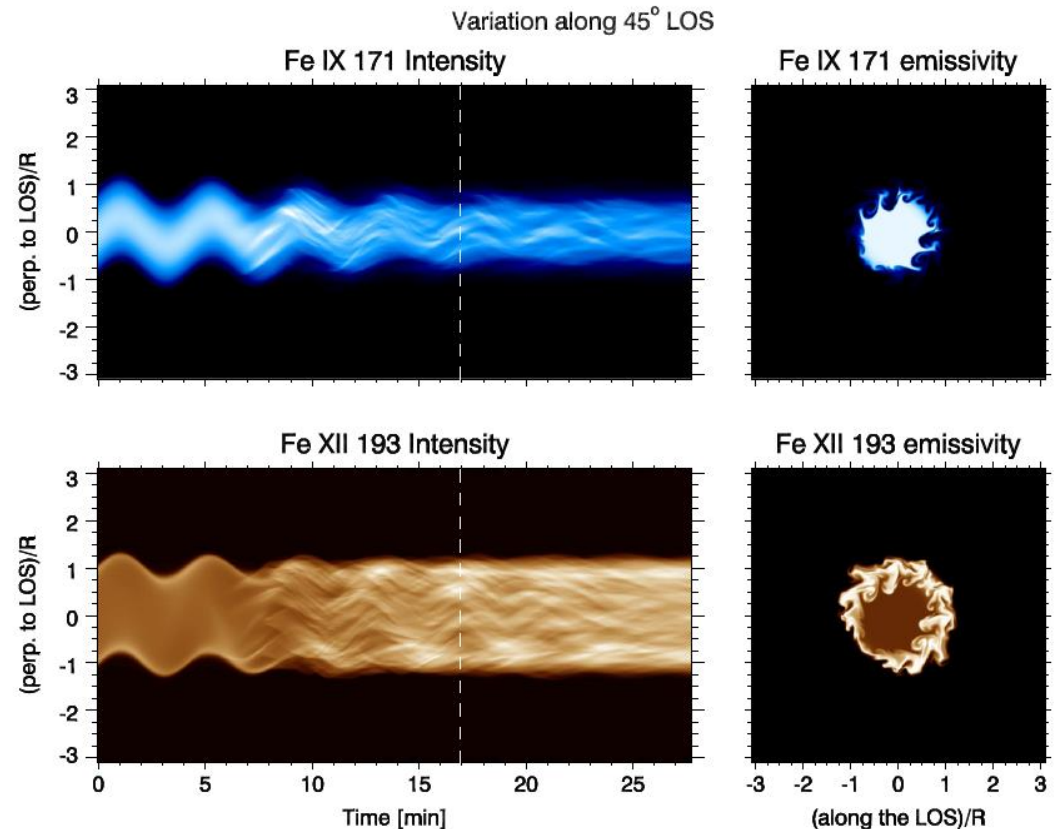 Variation along 45° LOS
Fe IX 171 Intensity
Fe IX 171 emissivity
3
2
1
0
-1
-2
-3
(perp. to LOS)/R
Fe XII 193 Intensity
Fe XII 193 emissivity
3
2
1
0
-1
-2
-3
(perp. to LOS)/R
0 5 10 15 20 25
-3 -2 -1 0 1 2 3
Time [min]
(along the LOS)/R